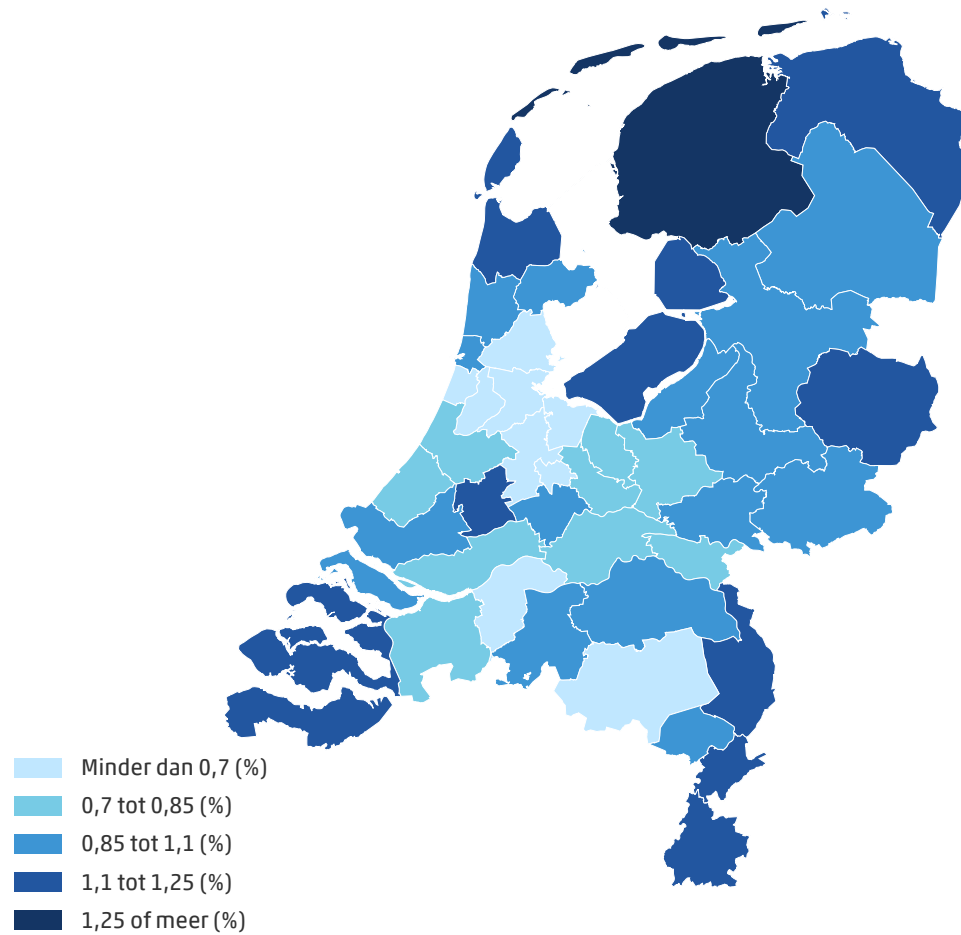 Minder dan 0,7 (%)
0,7 tot 0,85 (%)
0,85 tot 1,1 (%)
1,1 tot 1,25 (%)
1,25 of meer (%)